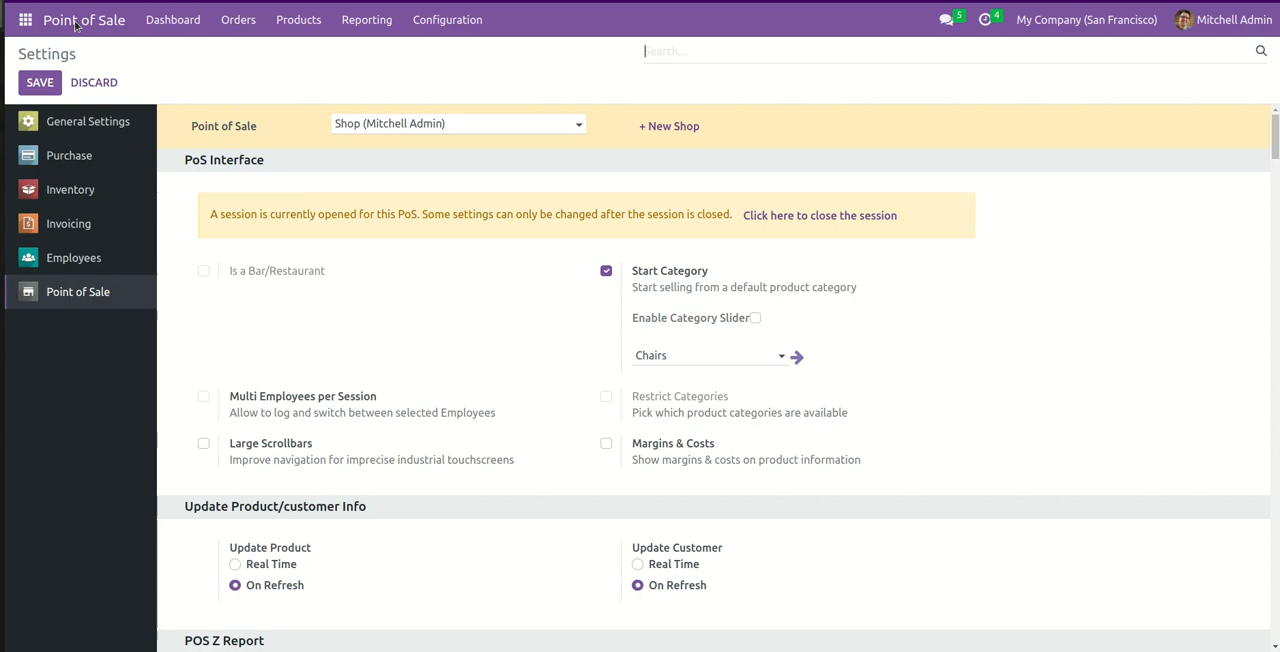 Point of Sale Dashboard Orders Products Reporting Configuration 5 4 My Company (San Francisco) Mitchell Admin
Settings
Search...
SAVE DISCARD
General Settings
Purchase
Inventory
Invoicing
Employees
Point of Sale
Point of Sale Shop (Mitchell Admin) + New Shop
PoS Interface
A session is currently opened for this PoS. Some settings can only be changed after the session is closed. Click here to close the session
Is a Bar/Restaurant
Start Category
Start selling from a default product category
Enable Category Slider
Chairs
Multi Employees per Session
Allow to log and switch between selected Employees
Restrict Categories
Pick which product categories are available
Large Scrollbars
Improve navigation for imprecise industrial touchscreens
Margins & Costs
Show margins & costs on product information
Update Product/customer Info
Update Product
Real Time
On Refresh
Update Customer
Real Time
On Refresh
POS Z Report